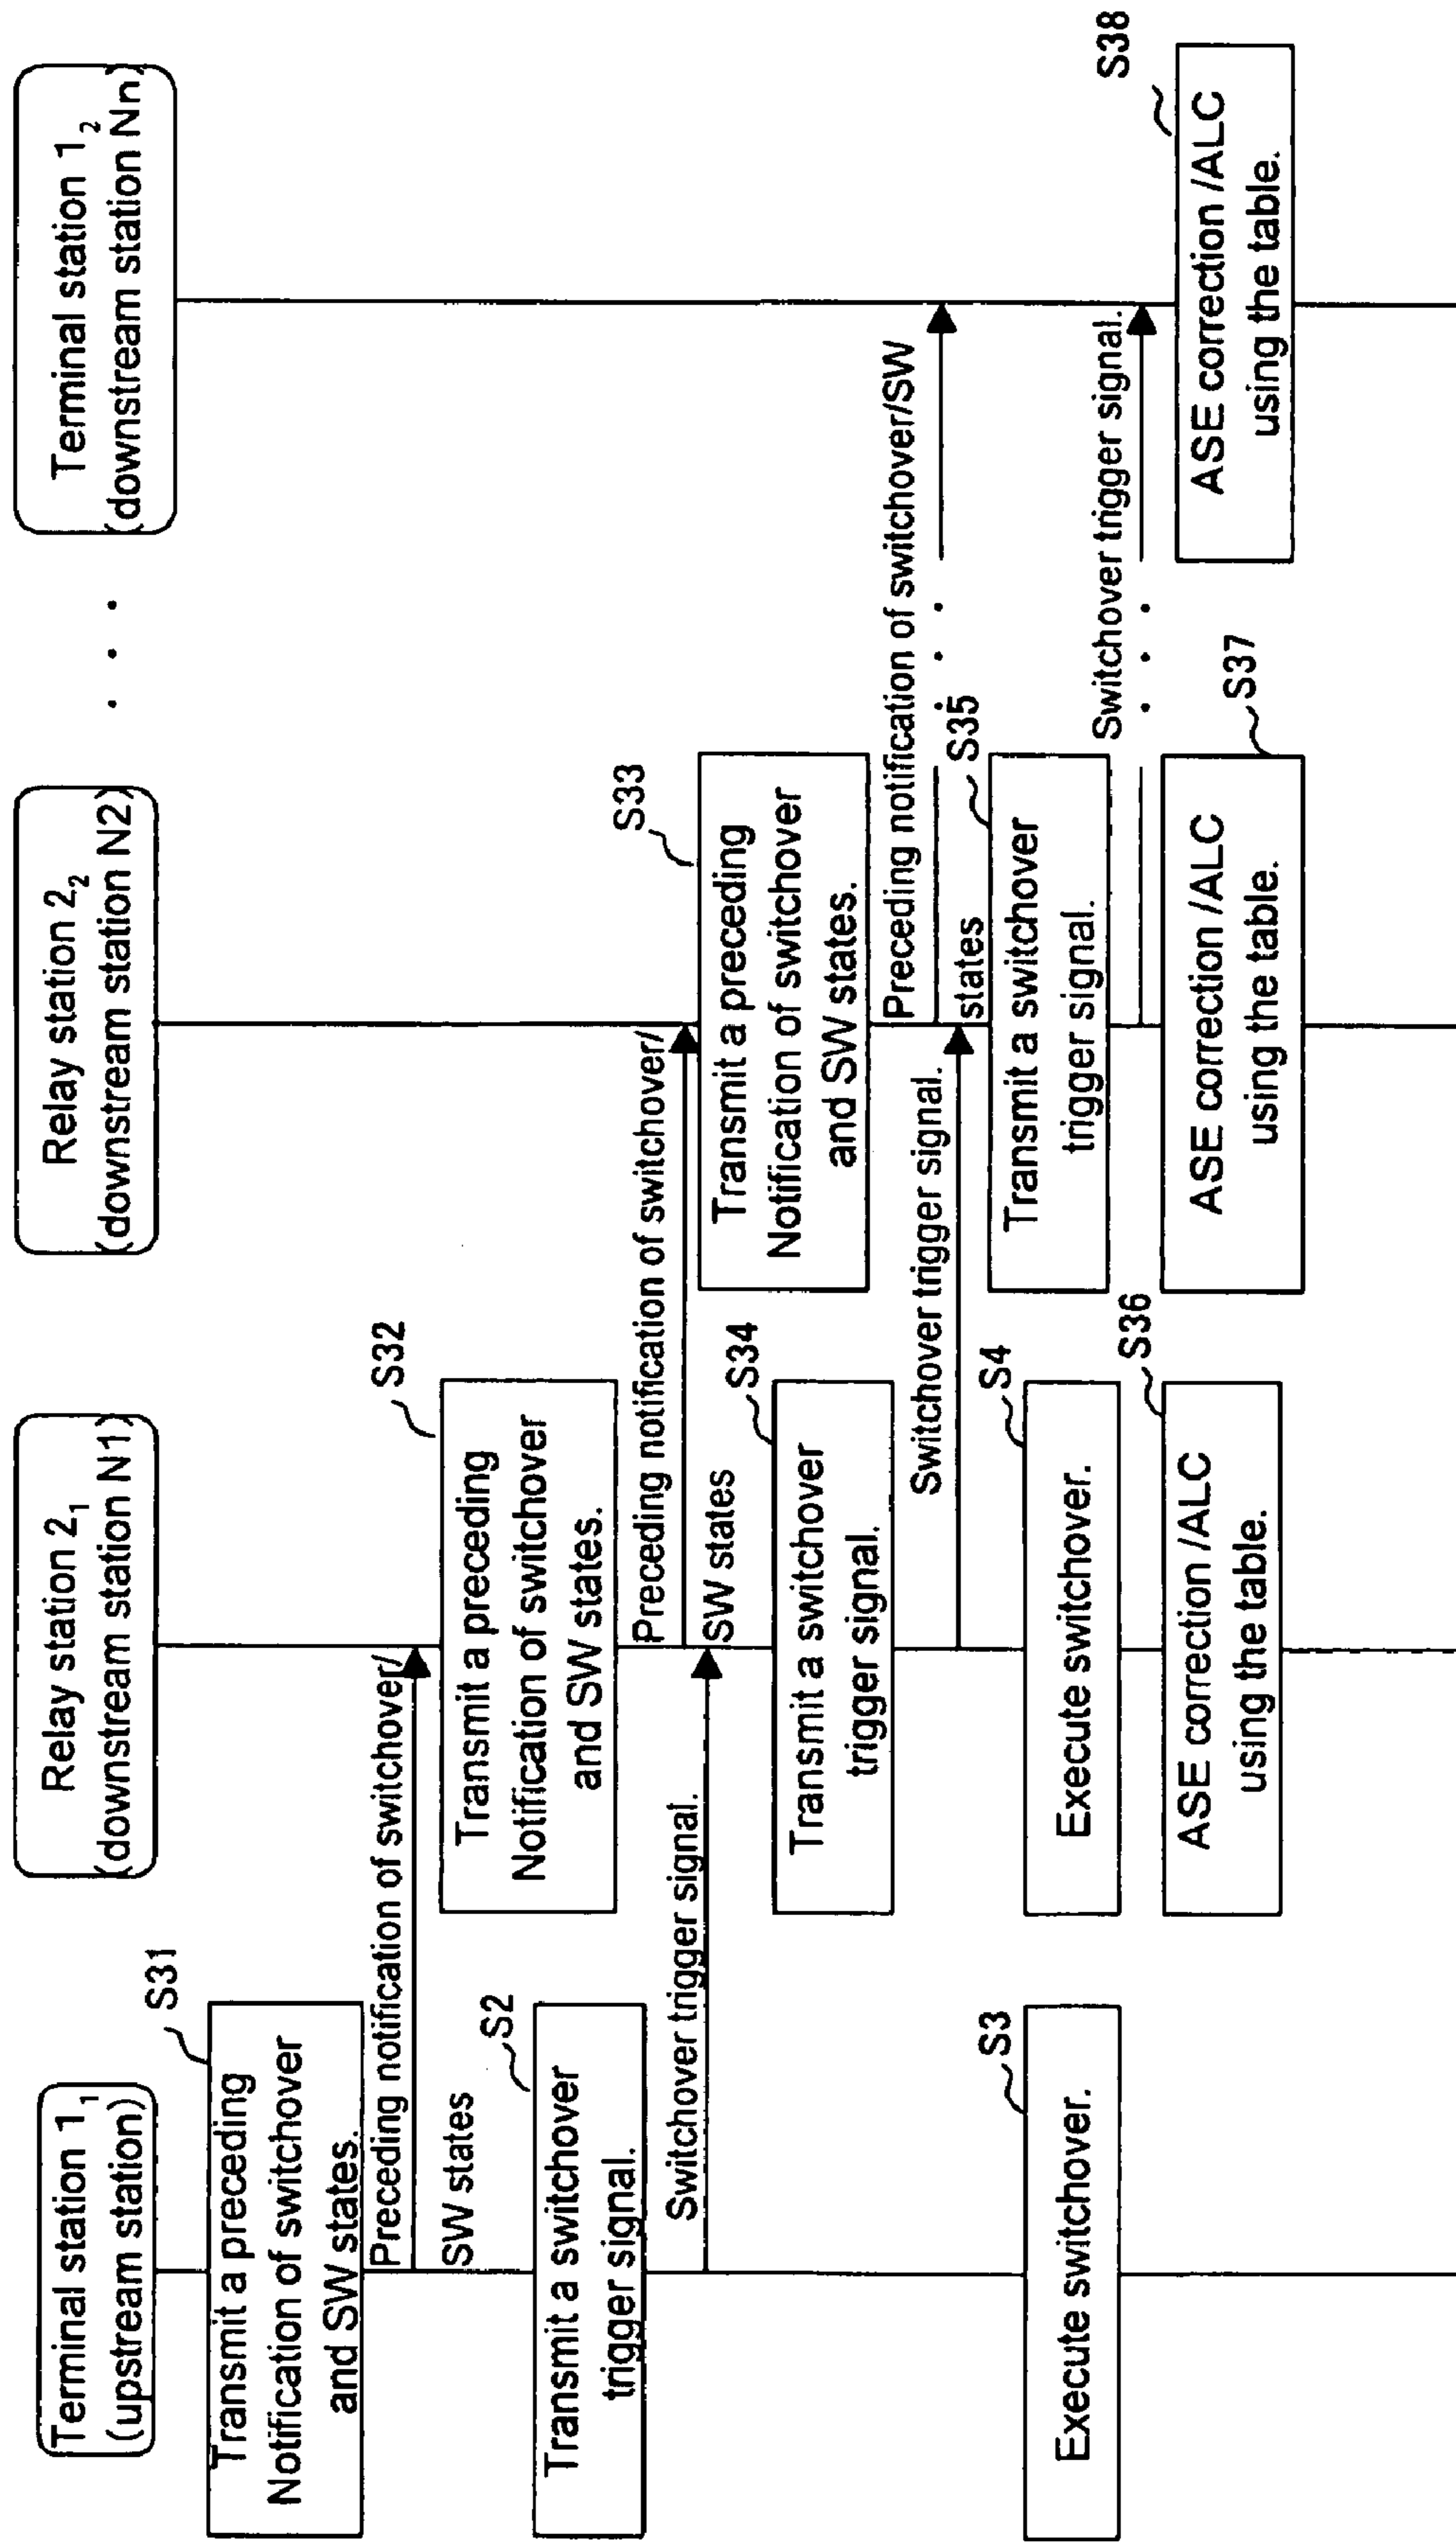 Terminal station 1₁
(upstream station)
Relay station 2₁
(downstream station N1)
Relay station 2₂
(downstream station N2)
. . .
Terminal station 1₂
(downstream station Nn)
S31
Transmit a preceding
Notification of switchover
and SW states.
Preceding notification of switchover/
SW states
S32
Transmit a preceding
Notification of switchover
and SW states.
S2
Transmit a switchover
trigger signal.
Switchover trigger signal.
Preceding notification of switchover/
SW states
S33
Transmit a preceding
Notification of switchover
and SW states.
S34
Transmit a switchover
trigger signal.
Switchover trigger signal.
Preceding notification of switchover/SW
states
. . .
S35
Transmit a switchover
trigger signal.
Switchover trigger signal.
. . .
S3
Execute switchover.
S4
Execute switchover.
S36
ASE correction /ALC
using the table.
S37
ASE correction /ALC
using the table.
S38
ASE correction /ALC
using the table.